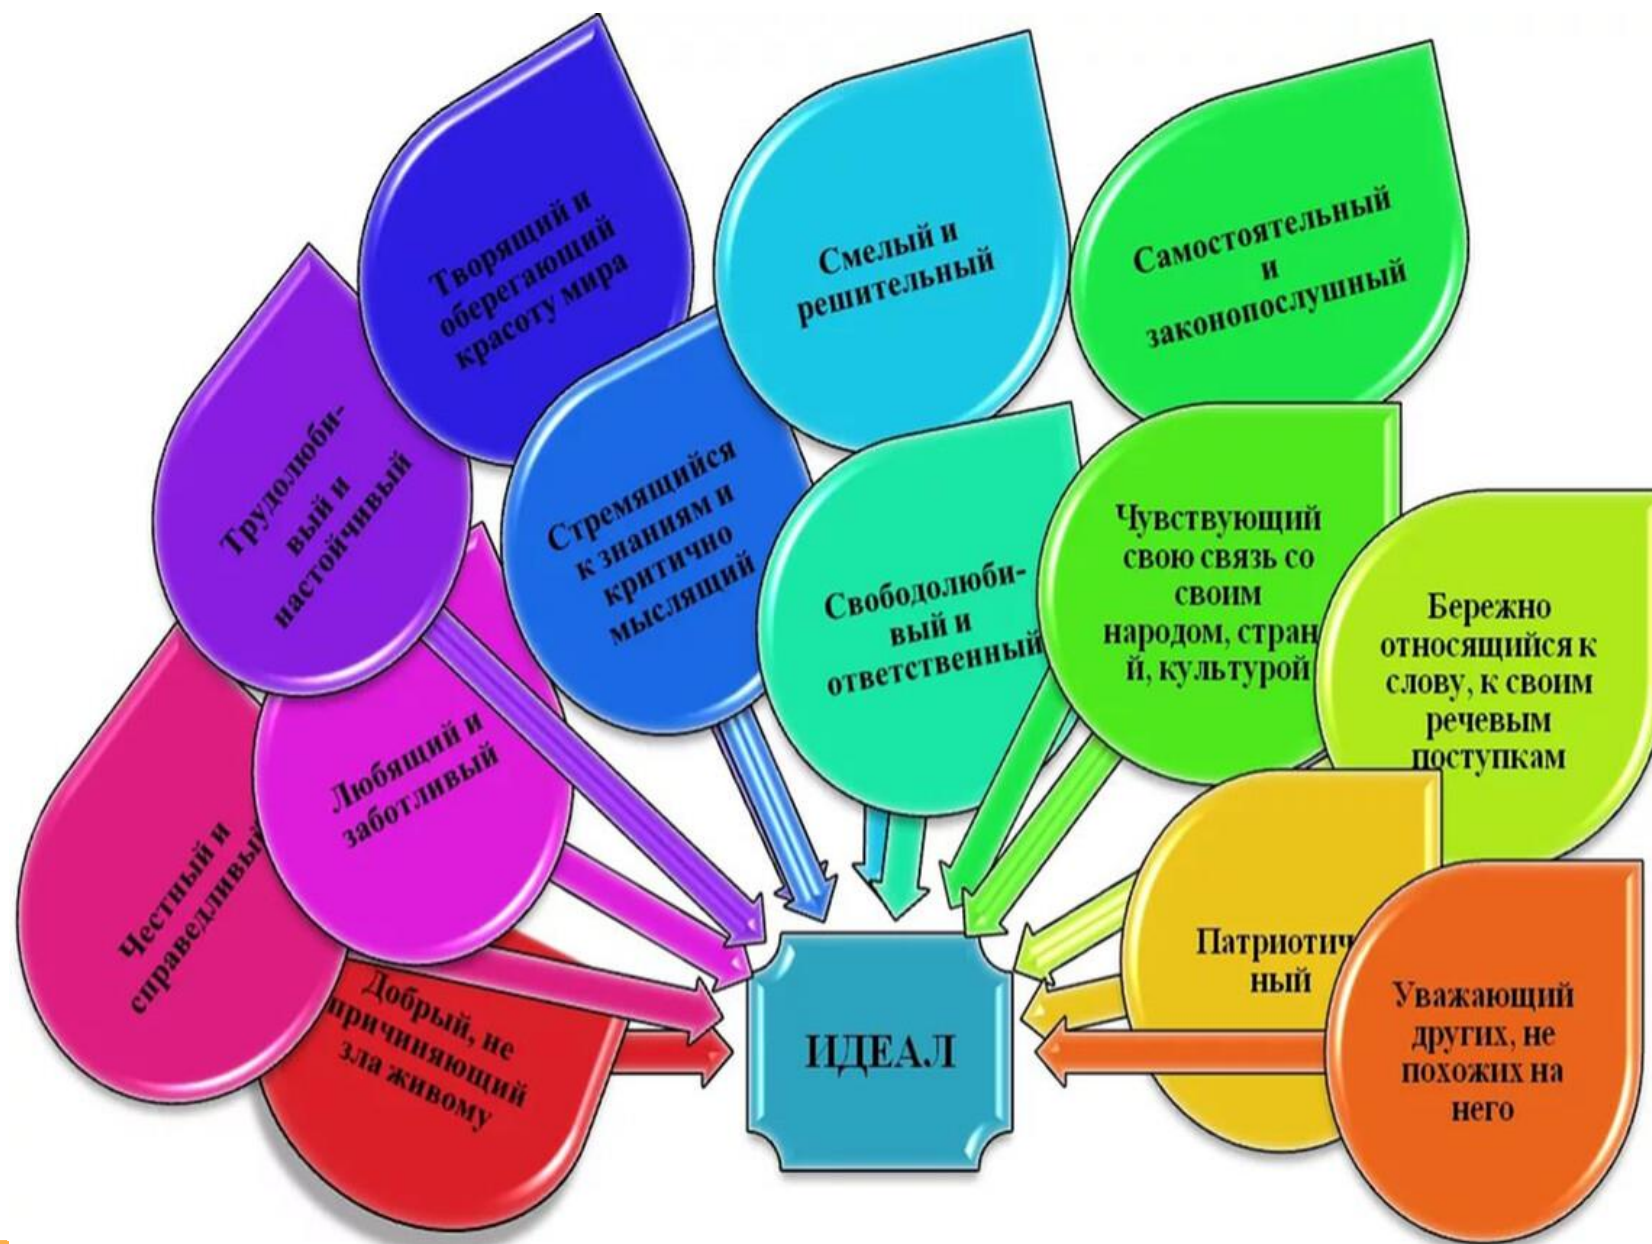 Творящий и
оберегающий
красоту мира
Смелый и
решительный
Самостоятельный
и
законопослушный
Трудолюби-
вый и
настойчивый
Стремящийся
к знаниям и
критично
мыслящий
Свободолюби-
вый и
ответственный
Чувствующий
свою связь со
своим
народом, стран
й, культурой
Бережно
относящийся к
слову, к своим
речевым
поступкам
Честный и
справедливый
Любящий и
заботливый
Добрый, не
причиняющий
зла живому
ИДЕАЛ
Патриотич
ный
Уважающий
других, не
похожих на
него